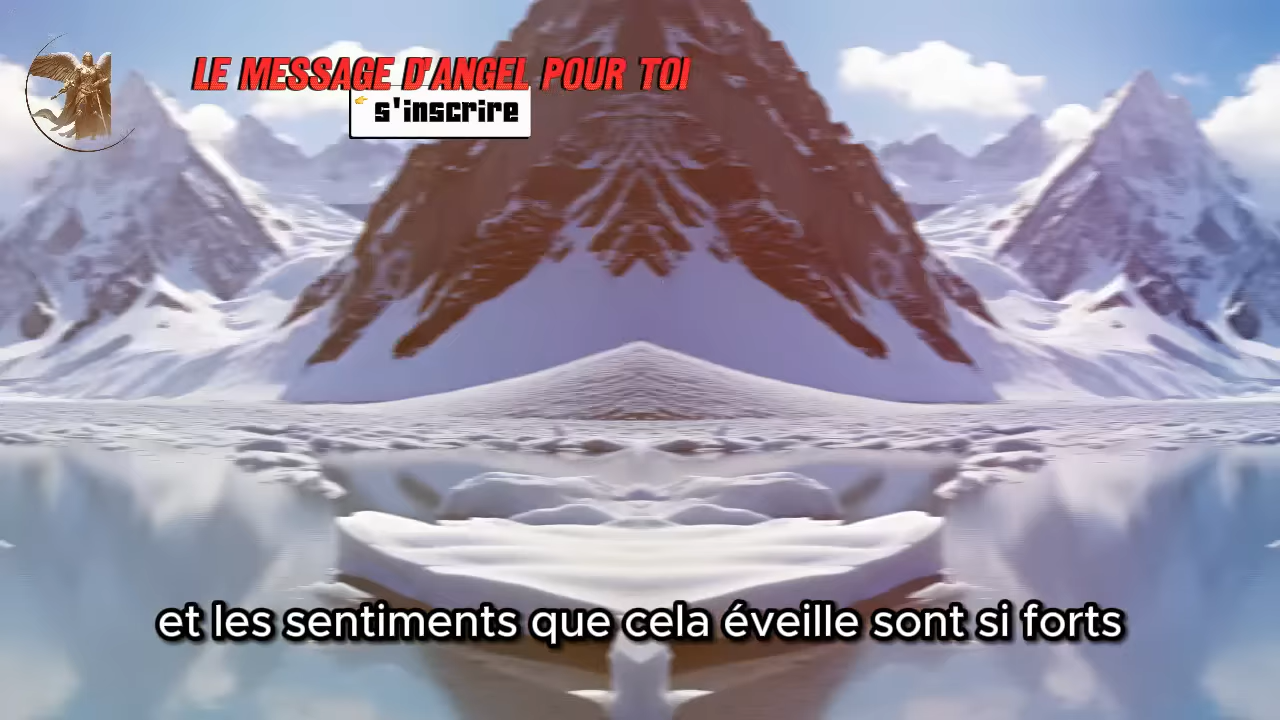 LE MESSAGE D'ANGEL POUR TOI
👉 s'inscrire
et les sentiments que cela éveille sont si forts